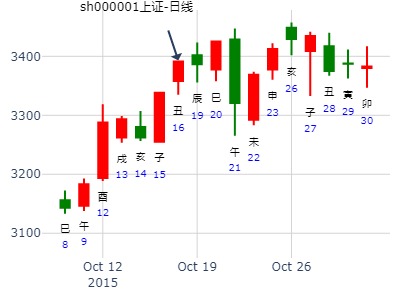 sh000001上证-日线
3400
3300
3200
3100
巳
8
午
9
酉
12
戌
13
亥
14
子
15
丑
16
辰
19
巳
20
午
21
未
22
申
23
亥
26
子
27
丑
28
寅
29
卯
30
Oct 12
2015
Oct 19
Oct 26